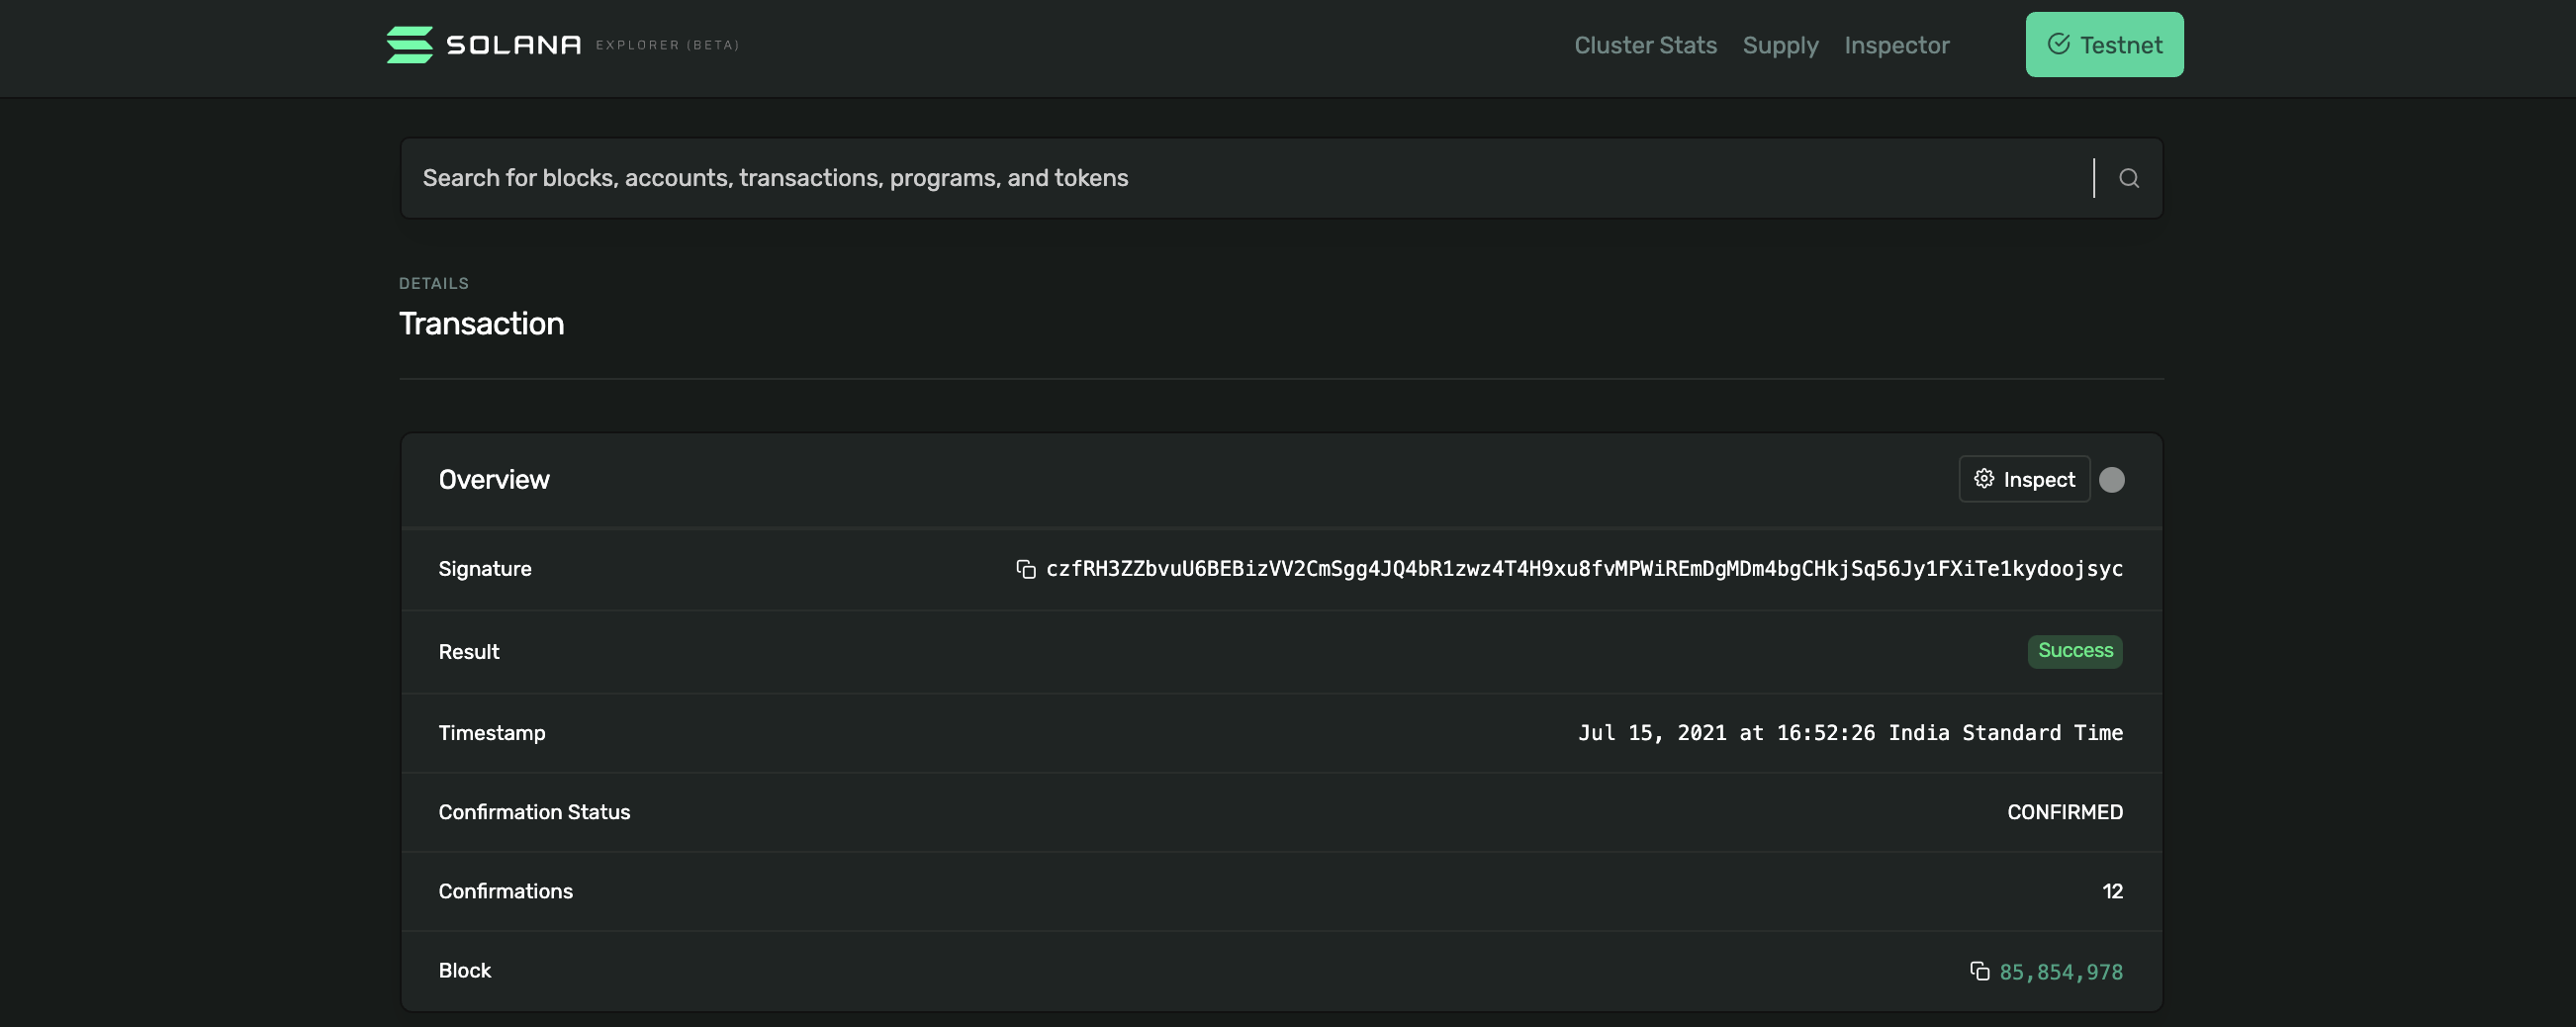 SOLANA EXPLORER (BETA) Cluster Stats Supply Inspector Testnet
Search for blocks, accounts, transactions, programs, and tokens
DETAILS
Transaction
Overview Inspect
Signature czfRH3ZZbvuU6BEBizVV2CmSgg4JQ4bR1zwz4T4H9xu8fvMPWiREmDgMDm4bgCHkjSq56Jy1FXiTe1kydoojsyc
Result Success
Timestamp Jul 15, 2021 at 16:52:26 India Standard Time
Confirmation Status CONFIRMED
Confirmations 12
Block 85,854,978